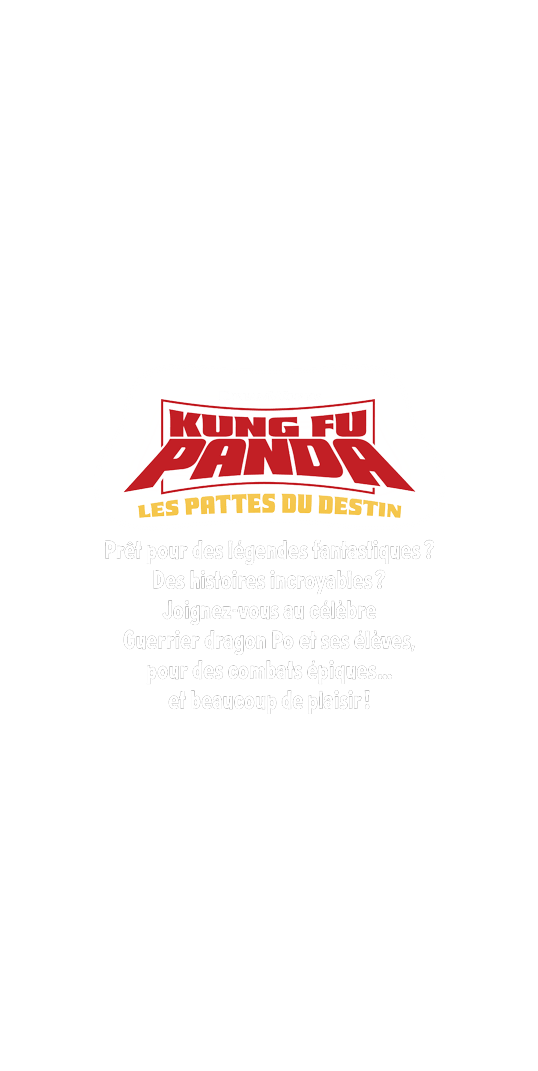 KUNG FU
PANDA
LES PATTES DU DESTIN
Prêt pour des légendes fantastiques ?
Des histoires incroyables ?
Joignez-vous au célèbre
Guerrier dragon Po et ses élèves,
pour des combats épiques...
et beaucoup de plaisir !